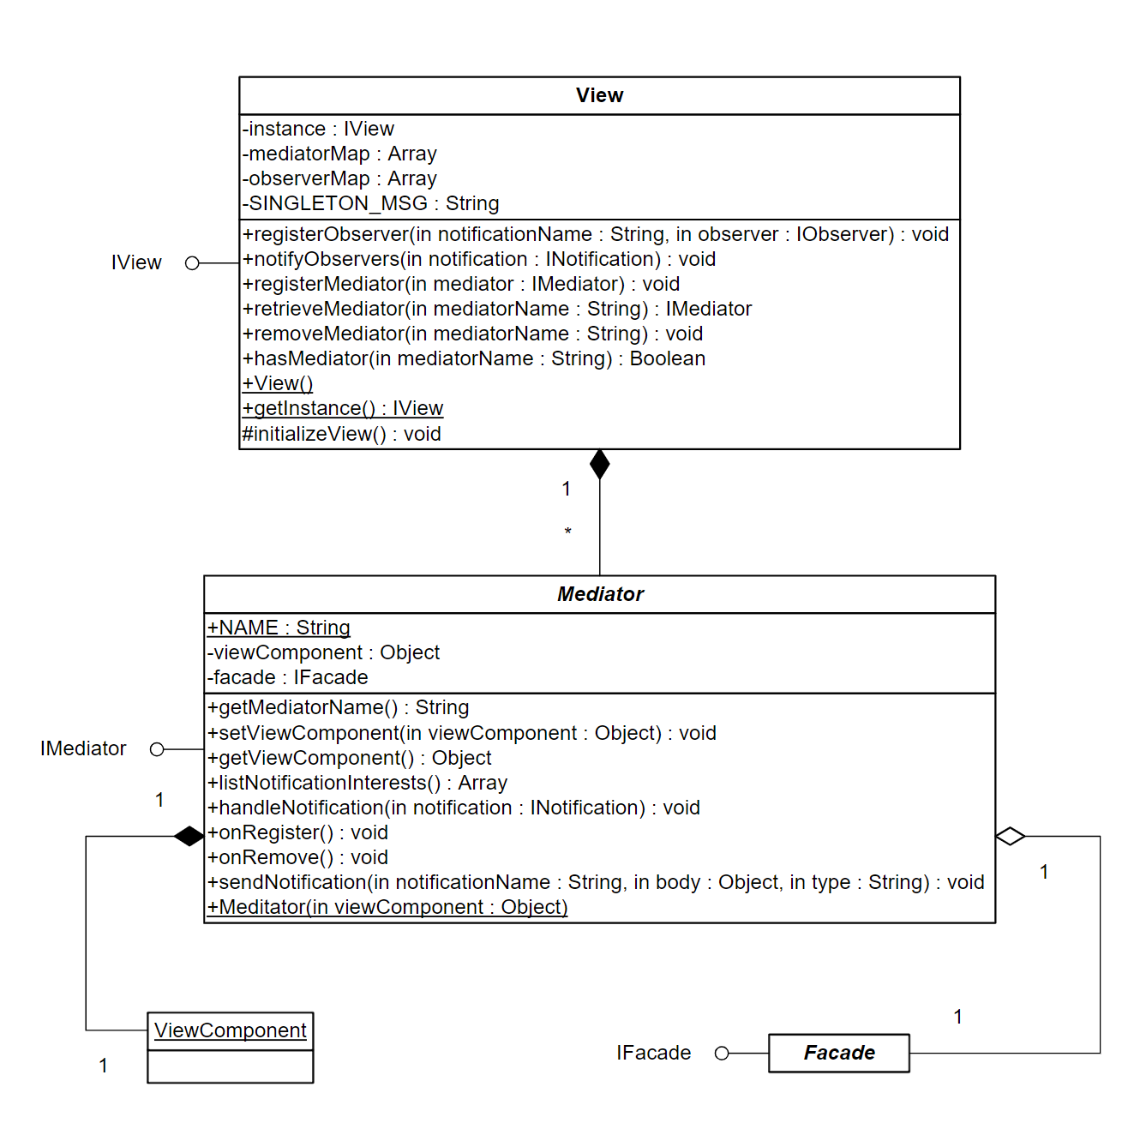 View
-instance : IView
-mediatorMap : Array
-observerMap : Array
-SINGLETON_MSG : String
+registerObserver(in notificationName : String, in observer : IObserver) : void
+notifyObservers(in notification : INotification) : void
+registerMediator(in mediator : IMediator) : void
+retrieveMediator(in mediatorName : String) : IMediator
+removeMediator(in mediatorName : String) : void
+hasMediator(in mediatorName : String) : Boolean
+View()
+getInstance() : IView
#initializeView() : void
IView
1
*
Mediator
+NAME : String
-viewComponent : Object
-facade : IFacade
+getMediatorName() : String
+setViewComponent(in viewComponent : Object) : void
+getViewComponent() : Object
+listNotificationInterests() : Array
+handleNotification(in notification : INotification) : void
+onRegister() : void
+onRemove() : void
+sendNotification(in notificationName : String, in body : Object, in type : String) : void
+Meditator(in viewComponent : Object)
IMediator
1
1
ViewComponent
1
1
IFacade
Facade